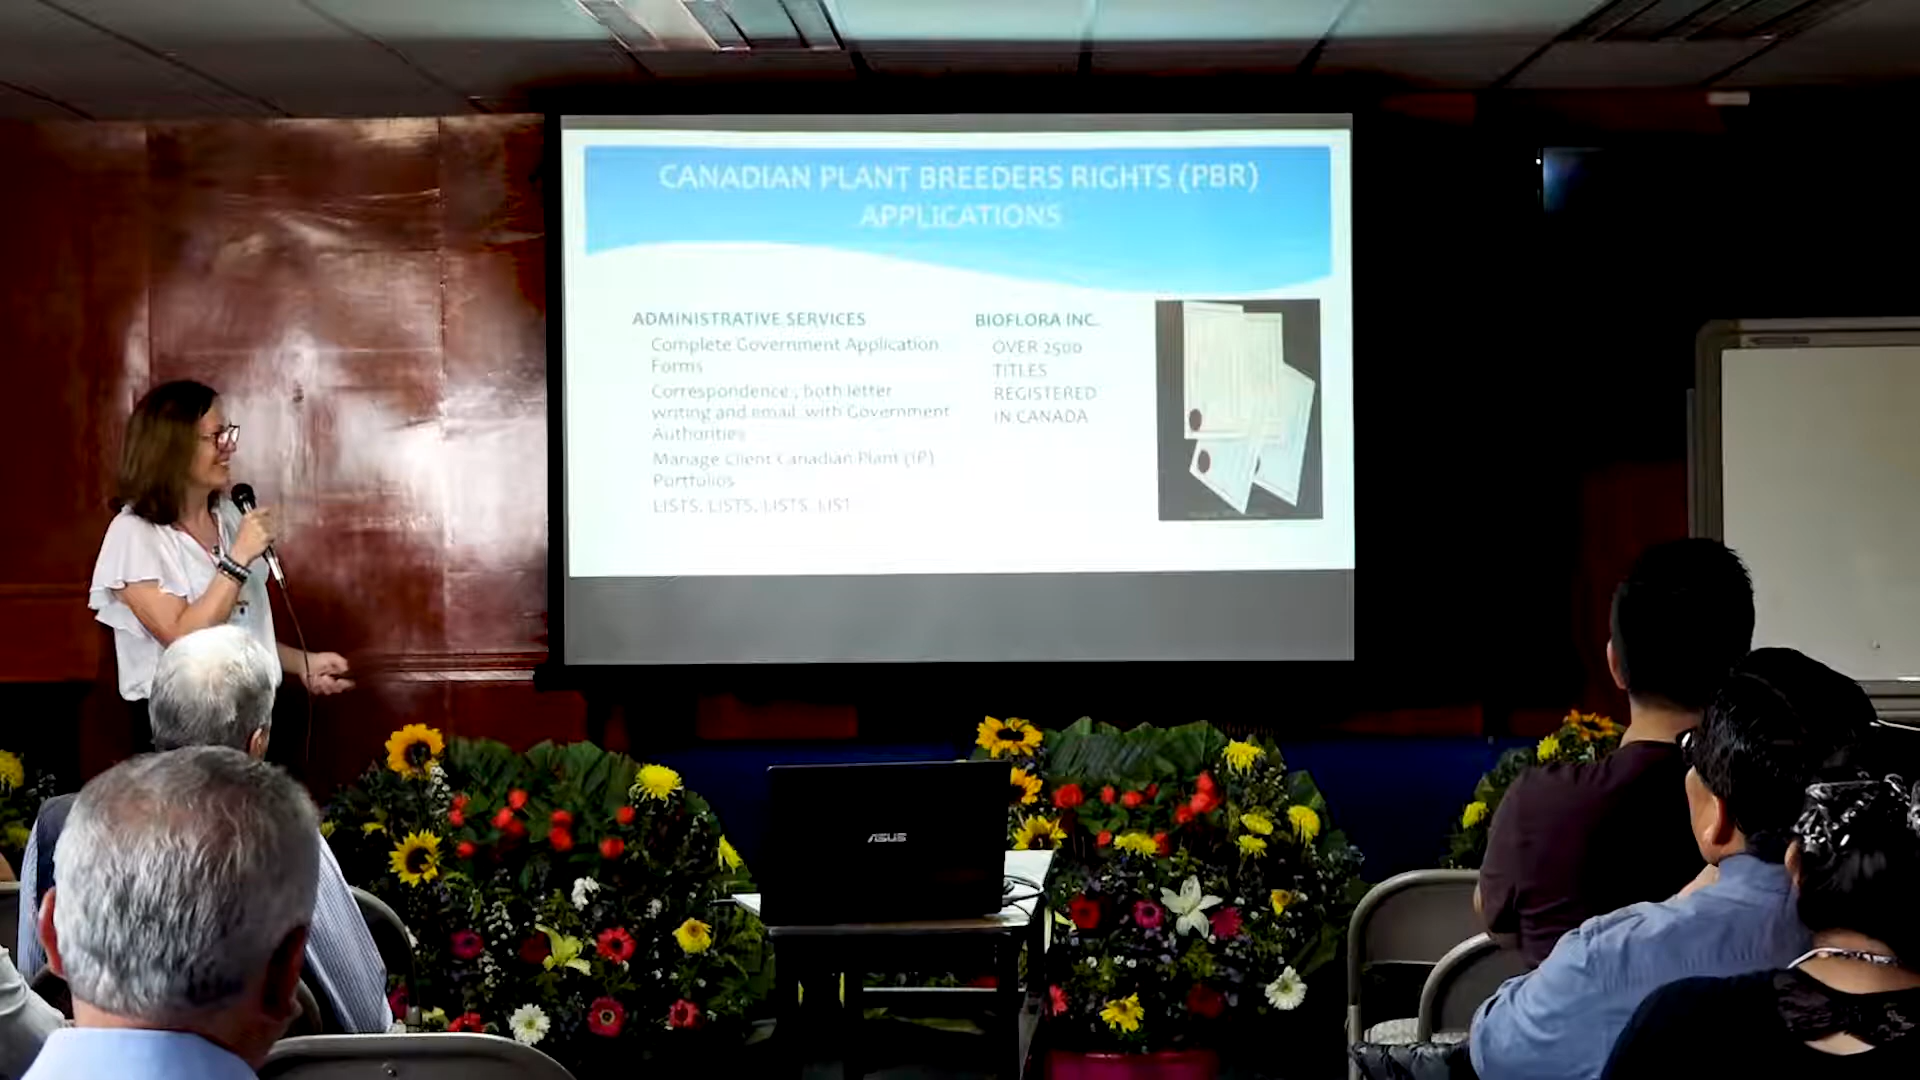 CANADIAN PLANT BREEDERS RIGHTS (PBR)
APPLICATIONS
ADMINISTRATIVE SERVICES
Complete Government Application
Forms
Correspondence, both letter
writing and email, with Government
Authorities
Manage Client Canadian Plant (IP)
Portfolios
LISTS, LISTS, LISTS, LIST
BIOFLORA INC.
OVER 2500
TITLES
REGISTERED
IN CANADA
ASUS